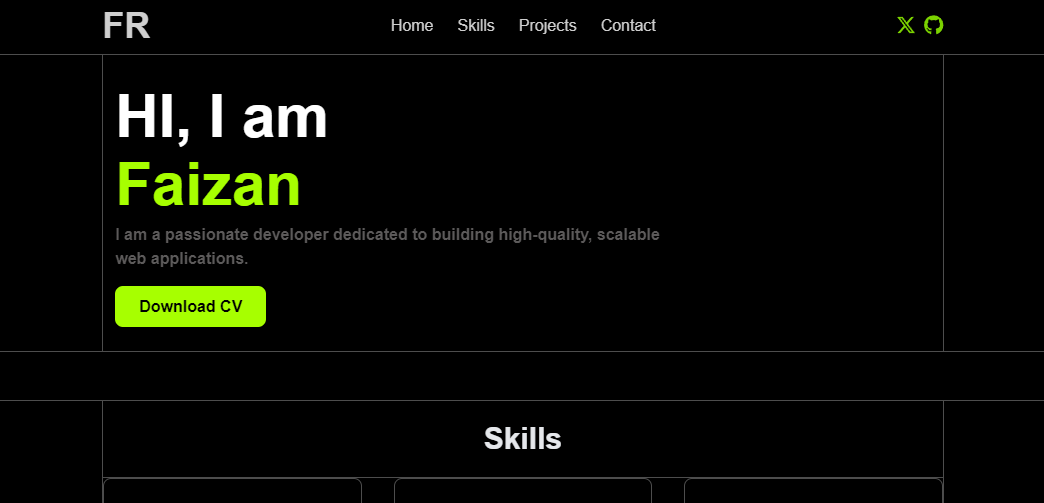 FR
Home Skills Projects Contact
HI, I am
Faizan
I am a passionate developer dedicated to building high-quality, scalable
web applications.
Download CV
Skills